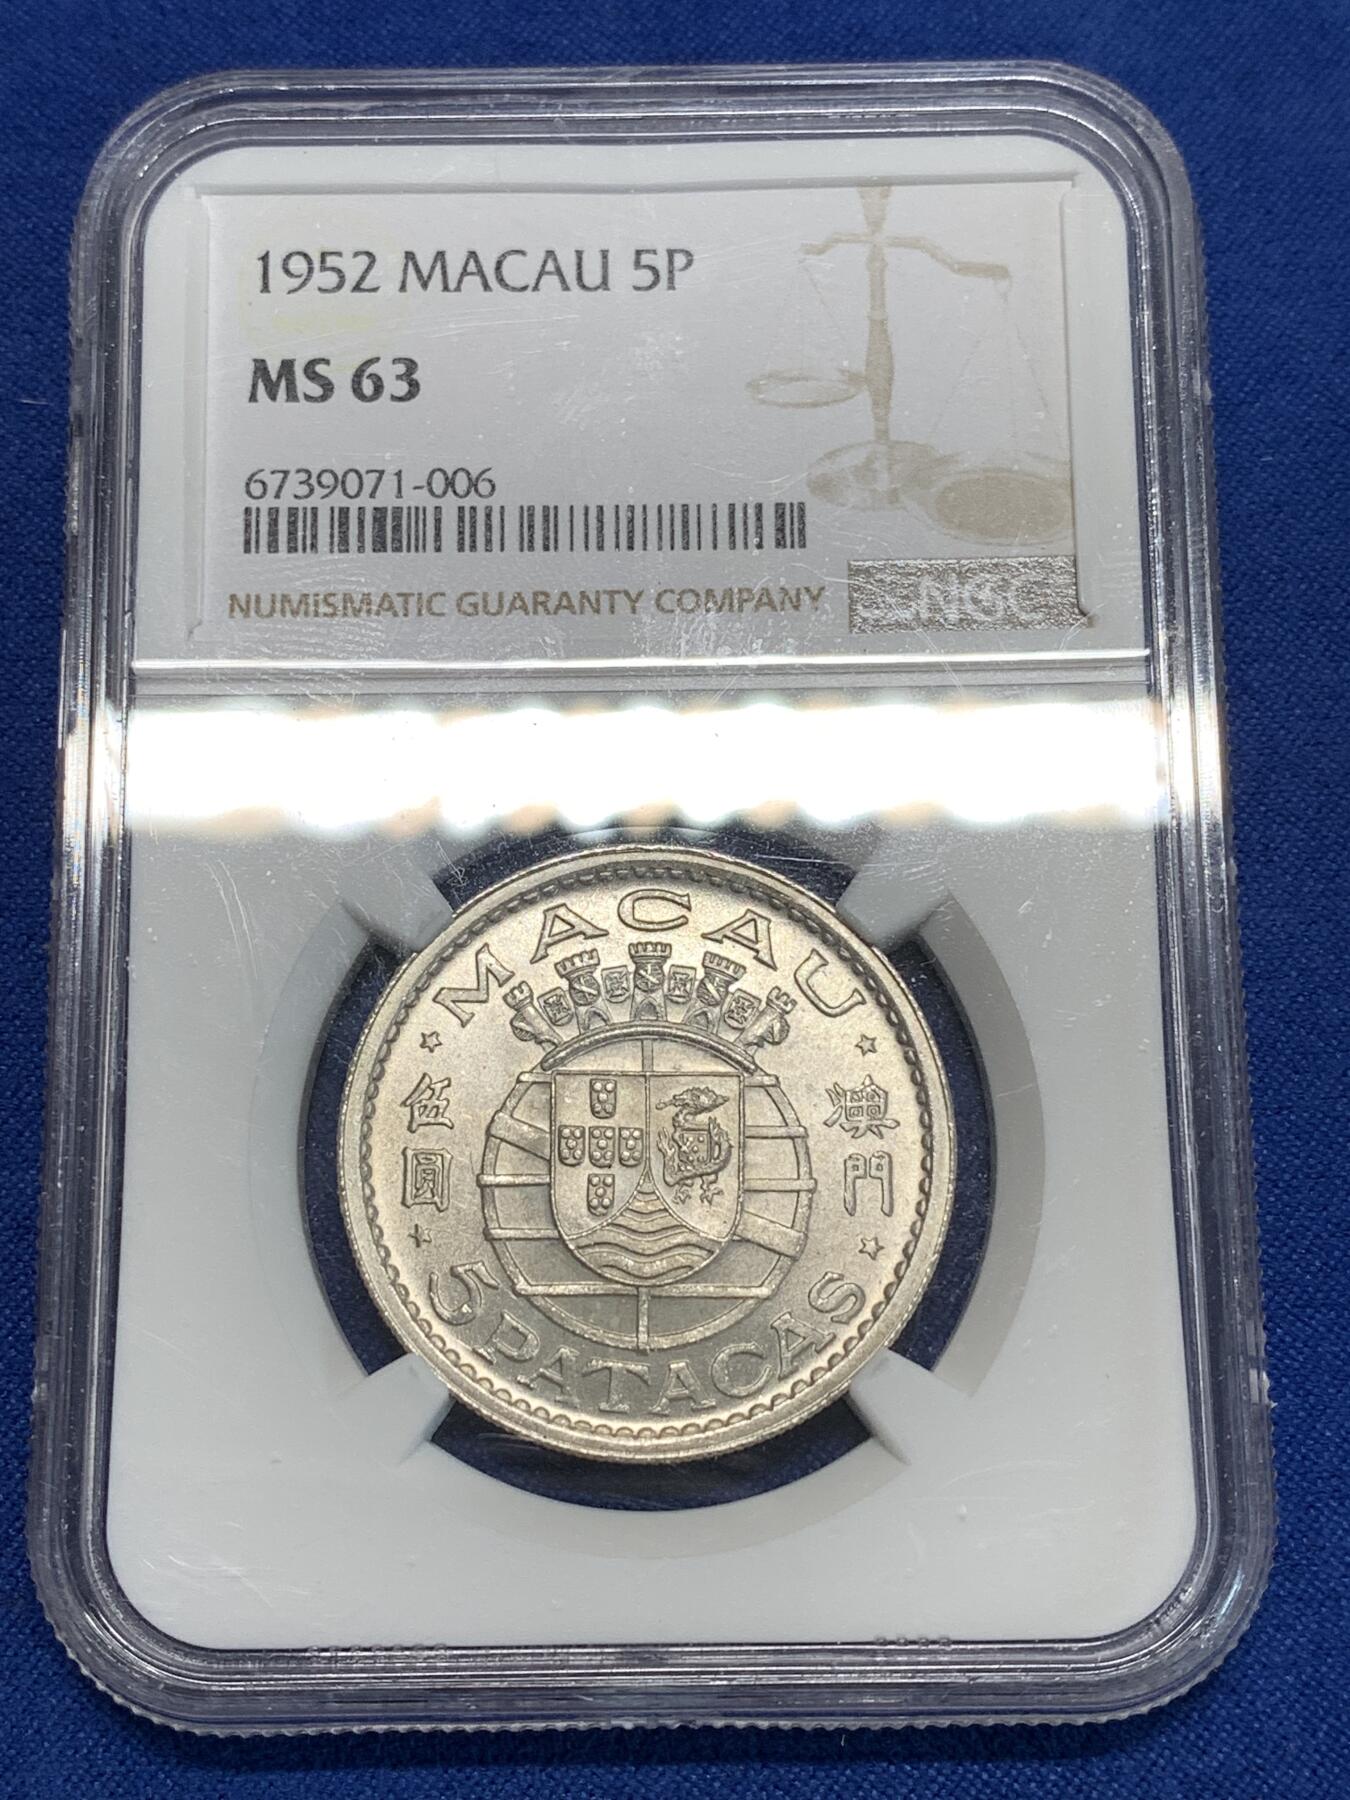 1952 MACAU 5P
MS 63
6739071-006
NUMISMATIC GUARANTY COMPANY
NGC
MACAU
伍圓
澳門
5 PATACAS